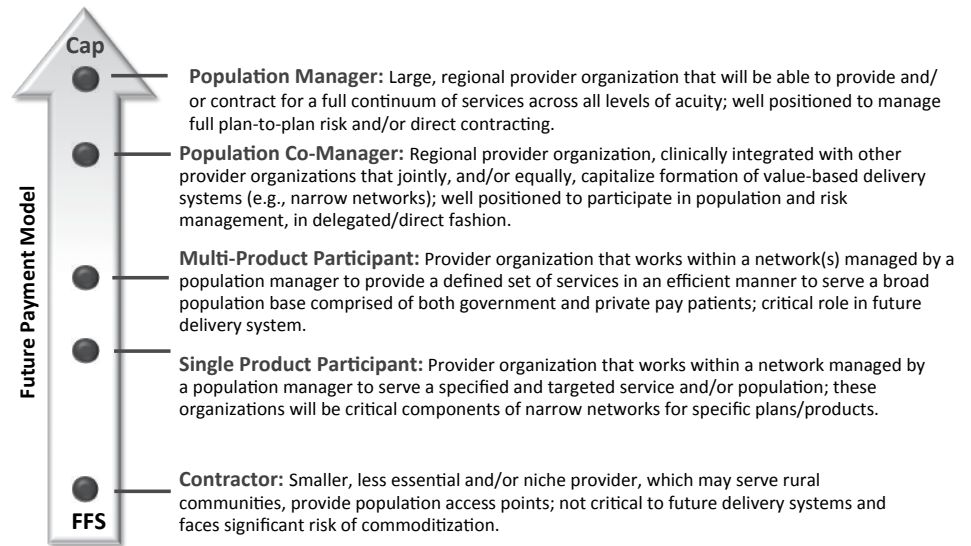 Cap
Population Manager: Large, regional provider organization that will be able to provide and/
or contract for a full continuum of services across all levels of acuity; well positioned to manage
full plan-to-plan risk and/or direct contracting.
Population Co-Manager: Regional provider organization, clinically integrated with other
provider organizations that jointly, and/or equally, capitalize formation of value-based delivery
systems (e.g., narrow networks); well positioned to participate in population and risk
management, in delegated/direct fashion.
Future Payment Model
Multi-Product Participant: Provider organization that works within a network(s) managed by a
population manager to provide a defined set of services in an efficient manner to serve a broad
population base comprised of both government and private pay patients; critical role in future
delivery system.
Single Product Participant: Provider organization that works within a network managed by
a population manager to serve a specified and targeted service and/or population; these
organizations will be critical components of narrow networks for specific plans/products.
Contractor: Smaller, less essential and/or niche provider, which may serve rural
communities, provide population access points; not critical to future delivery systems and
faces significant risk of commoditization.
FFS